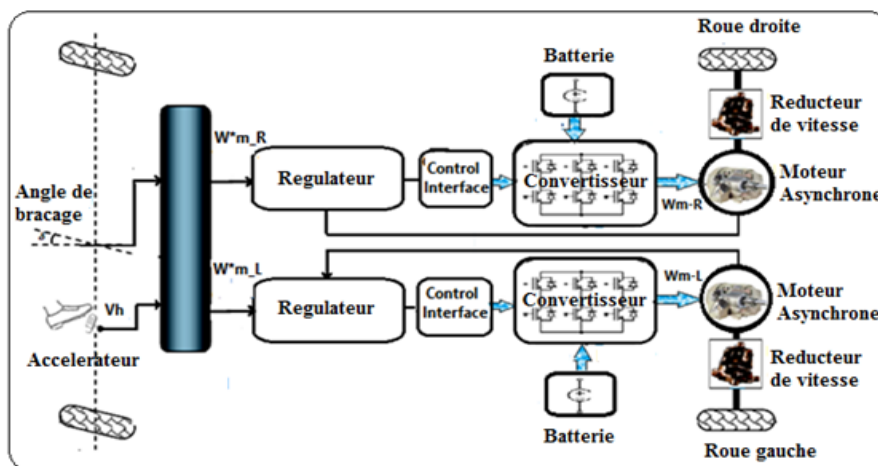 Roue droite
Batterie
Reducteur
de vitesse
W*m_R
Regulateur
Control
Interface
Convertisseur
Wm-R
Moteur
Asynchrone
Angle de
bracage
W*m_L
Regulateur
Control
Interface
Convertisseur
Wm-L
Moteur
Asynchrone
Vh
Accelerateur
Reducteur
de vitesse
Batterie
Roue gauche